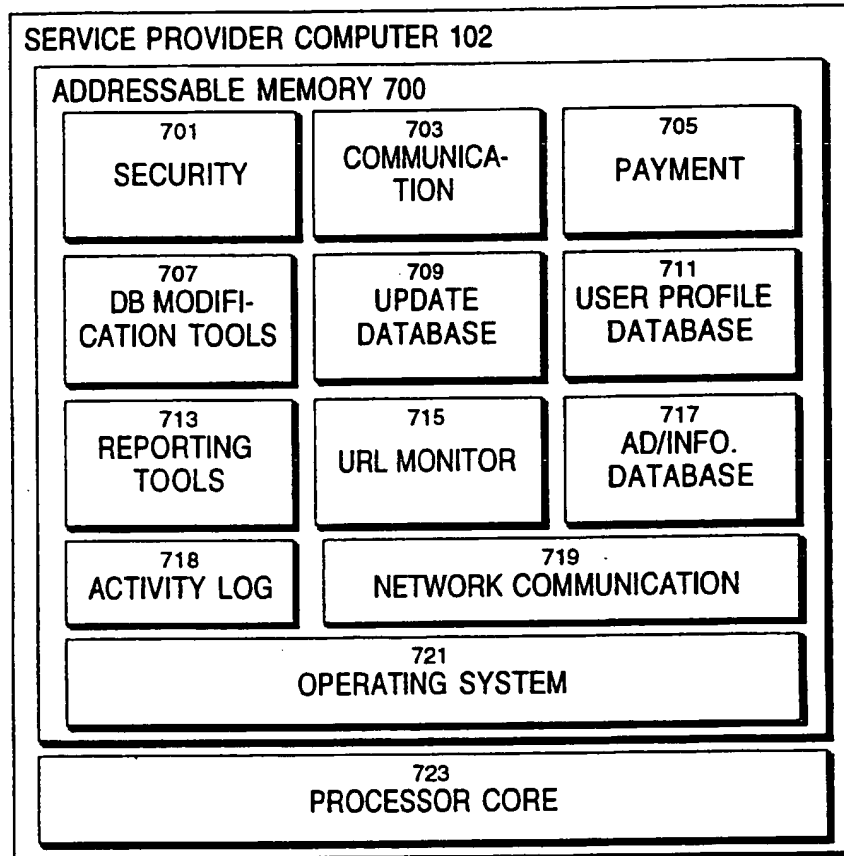 SERVICE PROVIDER COMPUTER 102
ADDRESSABLE MEMORY 700
701
SECURITY
703
COMMUNICA-
TION
705
PAYMENT
707
DB MODIFI-
CATION TOOLS
709
UPDATE
DATABASE
711
USER PROFILE
DATABASE
713
REPORTING
TOOLS
715
URL MONITOR
717
AD/INFO.
DATABASE
718
ACTIVITY LOG
719
NETWORK COMMUNICATION
721
OPERATING SYSTEM
723
PROCESSOR CORE